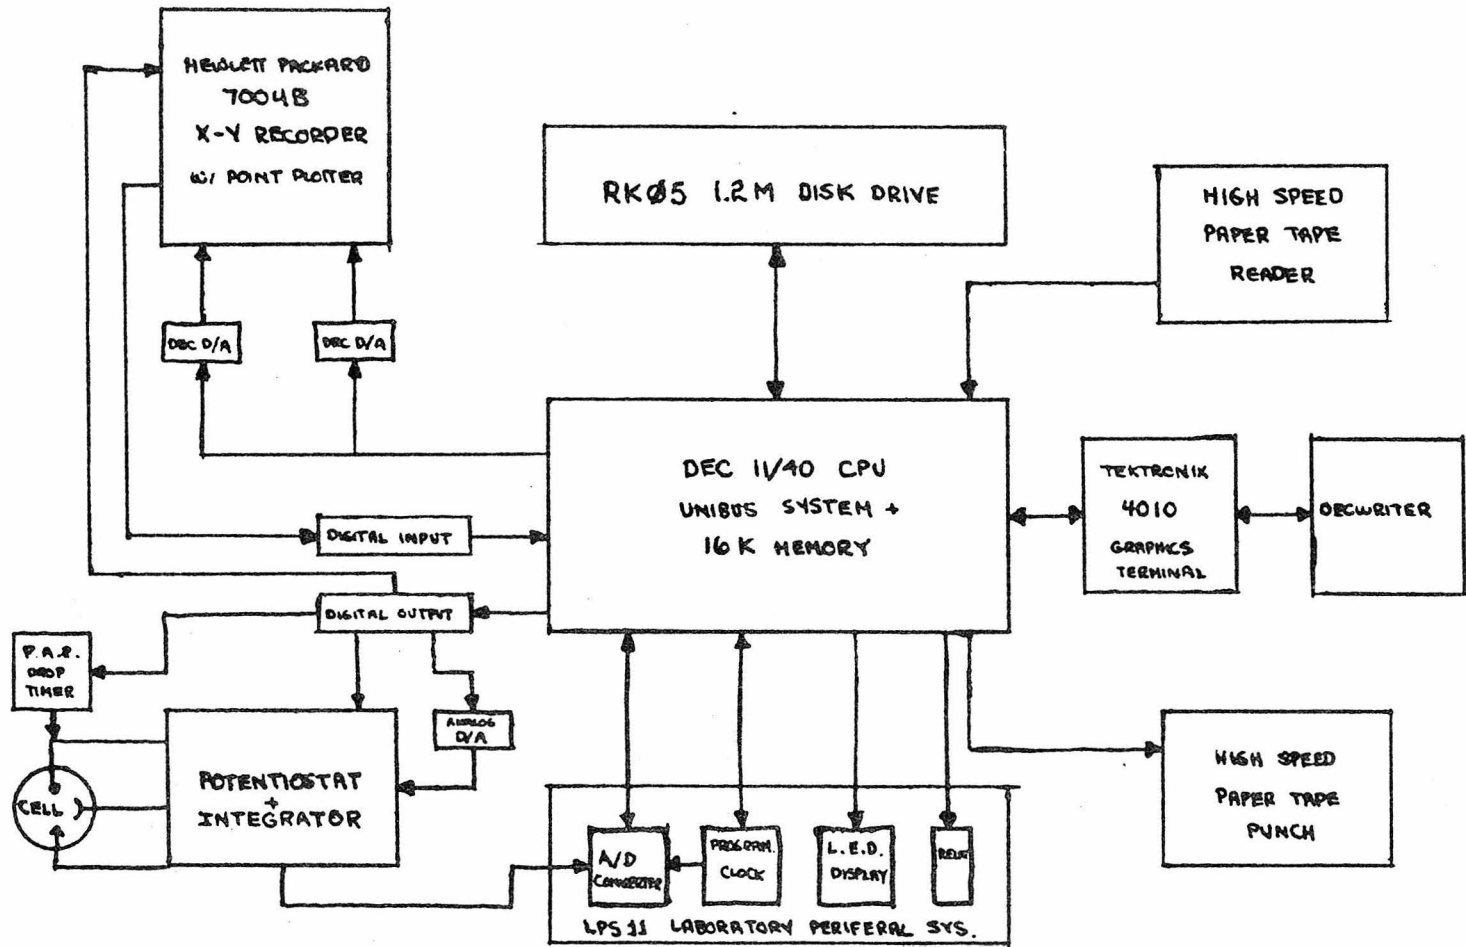 HEWLETT PACKARD
7004B
X-Y RECORDER
W/ POINT PLOTTER
RKØ5 1.2M DISK DRIVE
HIGH SPEED
PAPER TAPE
READER
DEC D/A
DEC D/A
DEC 11/40 CPU
UNIBUS SYSTEM +
16K MEMORY
TEKTRONIX
4010
GRAPHICS
TERMINAL
DECWRITER
DIGITAL INPUT
DIGITAL OUTPUT
P.A.R.
DROP
TIMER
ANALOG
D/A
POTENTIOSTAT
+
INTEGRATOR
CELL
HIGH SPEED
PAPER TAPE
PUNCH
A/D
CONVERTER
PROGRAM.
CLOCK
L.E.D.
DISPLAY
RELAY
LPS11 LABORATORY PERIFERAL SYS.